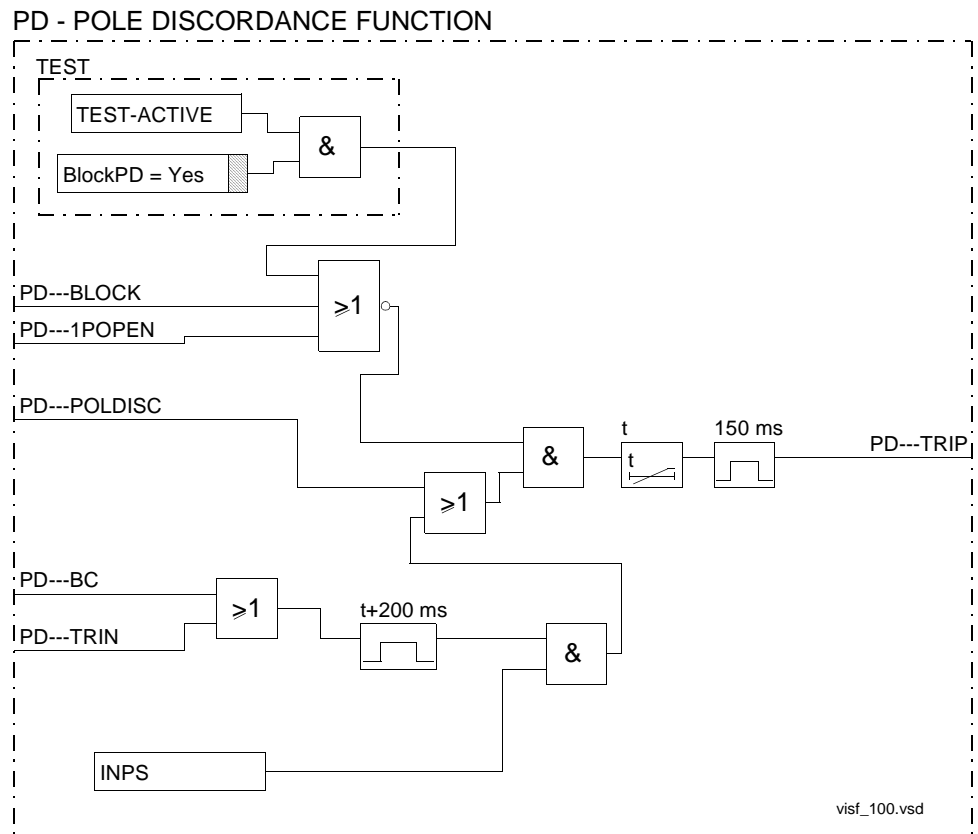 PD - POLE DISCORDANCE FUNCTION
TEST
TEST-ACTIVE
&
BlockPD = Yes
PD---BLOCK
≥1
PD---1POPEN
PD---POLDISC
t
150 ms
PD---TRIP
&
t
≥1
PD---BC
≥1
t+200 ms
PD---TRIN
&
INPS
visf_100.vsd